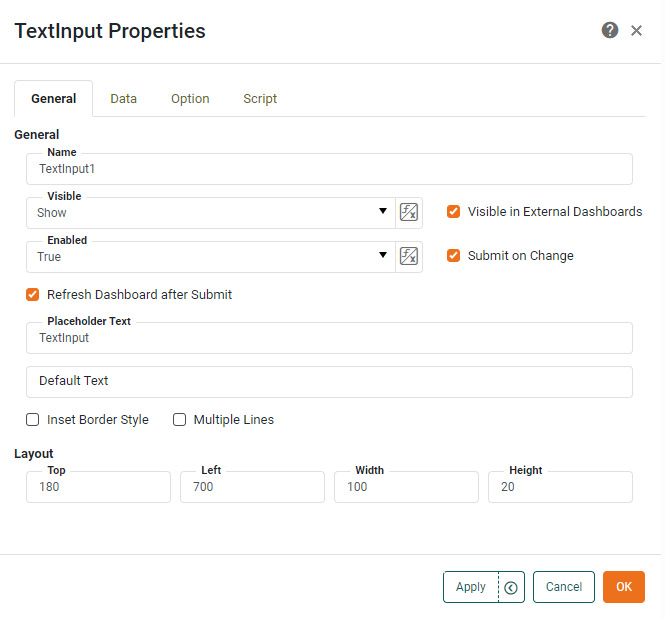 TextInput Properties
General Data Option Script
General
Name
TextInput1
Visible
Show
Visible in External Dashboards
Enabled
True
Submit on Change
Refresh Dashboard after Submit
Placeholder Text
TextInput
Default Text
Inset Border Style Multiple Lines
Layout
Top Left Width Height
180 700 100 20
Apply Cancel OK